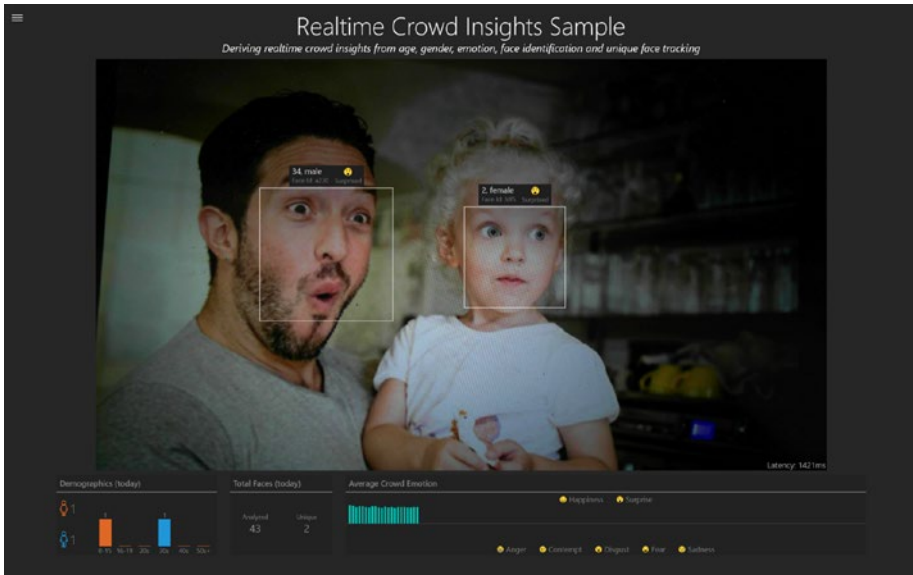 Realtime Crowd Insights Sample
Deriving realtime crowd insights from age, gender, emotion, face identification and unique face tracking
34, male
Surprised
2, female
Surprised
Latency: 1421ms
Demographics (today)
Total Faces (today)
Average Crowd Emotion
Happiness Surprise
1
1 1
Analyzed Unique
43 2
1
0-15 16-19 20s 30s 40s 50s+
Anger Contempt Disgust Fear Sadness